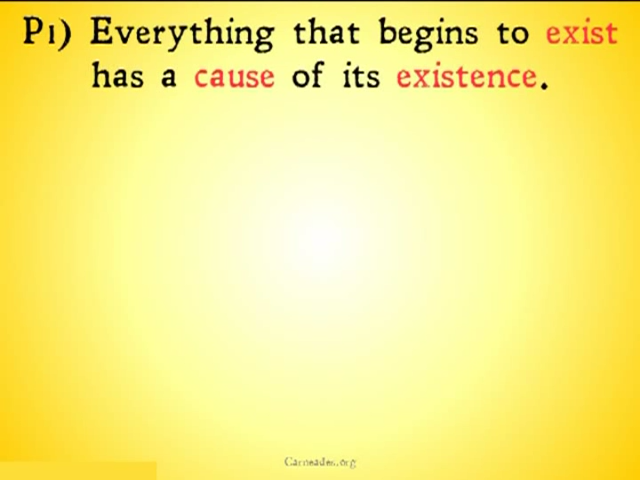 P1) Everything that begins to exist
has a cause of its existence.
Carneades.org